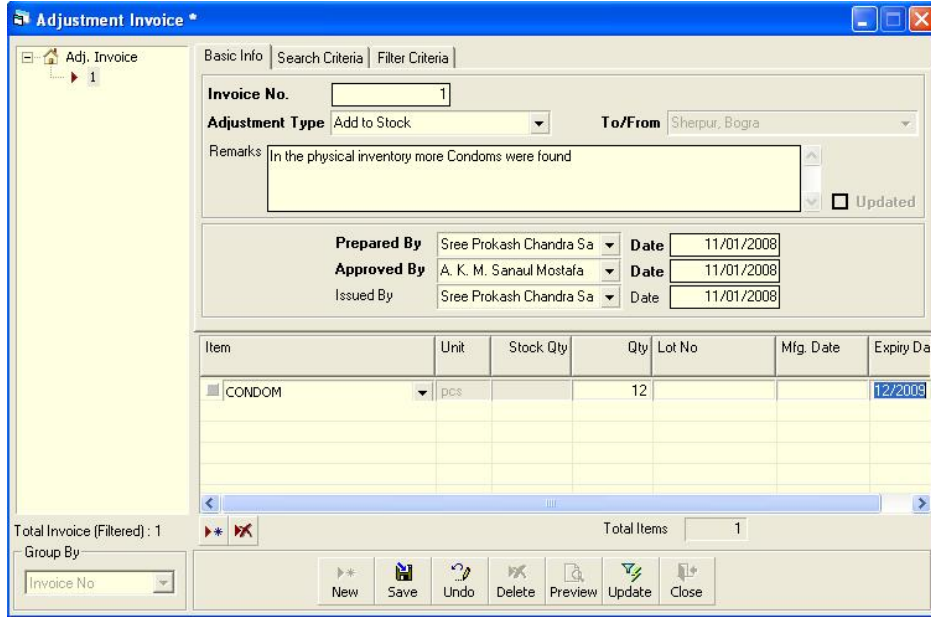 Adjustment Invoice *
Adj. Invoice
1
Basic Info Search Criteria Filter Criteria
Invoice No. 1
Adjustment Type Add to Stock To/From Sherpur, Bogra
Remarks In the physical inventory more Condoms were found
Updated
Prepared By Sree Prokash Chandra Sa Date 11/01/2008
Approved By A. K. M. Sanaul Mostafa Date 11/01/2008
Issued By Sree Prokash Chandra Sa Date 11/01/2008
Item Unit Stock Qty Qty Lot No Mfg. Date Expiry Da
CONDOM pcs 12 12/2009
Total Invoice (Filtered) : 1
Total Items 1
Group By
Invoice No
New Save Undo Delete Preview Update Close